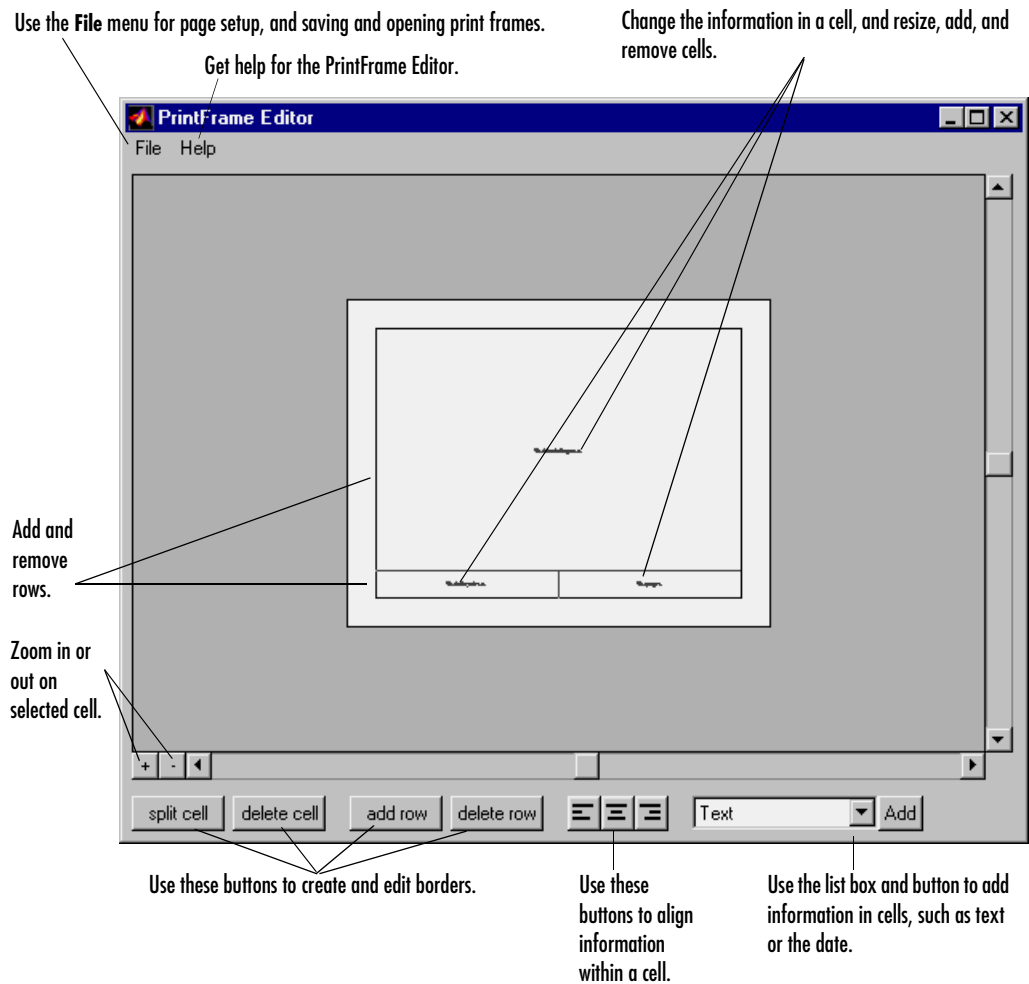 Use the File menu for page setup, and saving and opening print frames.
Change the information in a cell, and resize, add, and
remove cells.
Get help for the PrintFrame Editor.
PrintFrame Editor
File Help
Add and
remove
rows.
Zoom in or
out on
selected cell.
+ -
split cell delete cell add row delete row Text Add
Use these buttons to create and edit borders.
Use these
buttons to align
information
within a cell.
Use the list box and button to add
information in cells, such as text
or the date.